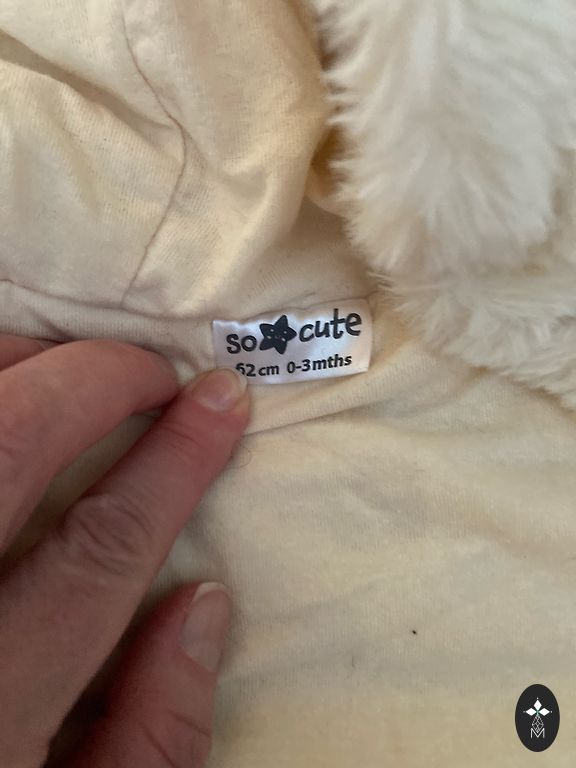 so cute
62cm 0-3mths
M